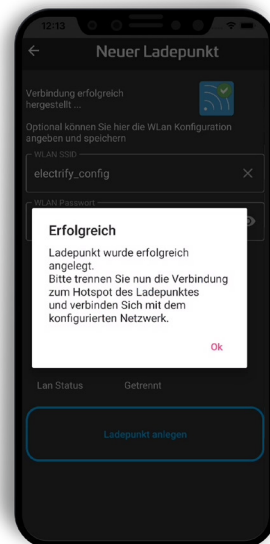 12:13
Neuer Ladepunkt
Verbindung erfolgreich
hergestellt ...
Optional können Sie hier die WLan Konfiguration
angeben und speichern
WLAN SSID
electrify_config
WLAN Passwort
Erfolgreich
Ladepunkt wurde erfolgreich
angelegt.
Bitte trennen Sie nun die Verbindung
zum Hotspot des Ladepunktes
und verbinden Sich mit dem
konfigurierten Netzwerk.
Ok
Lan Status Getrennt
Ladepunkt anlegen